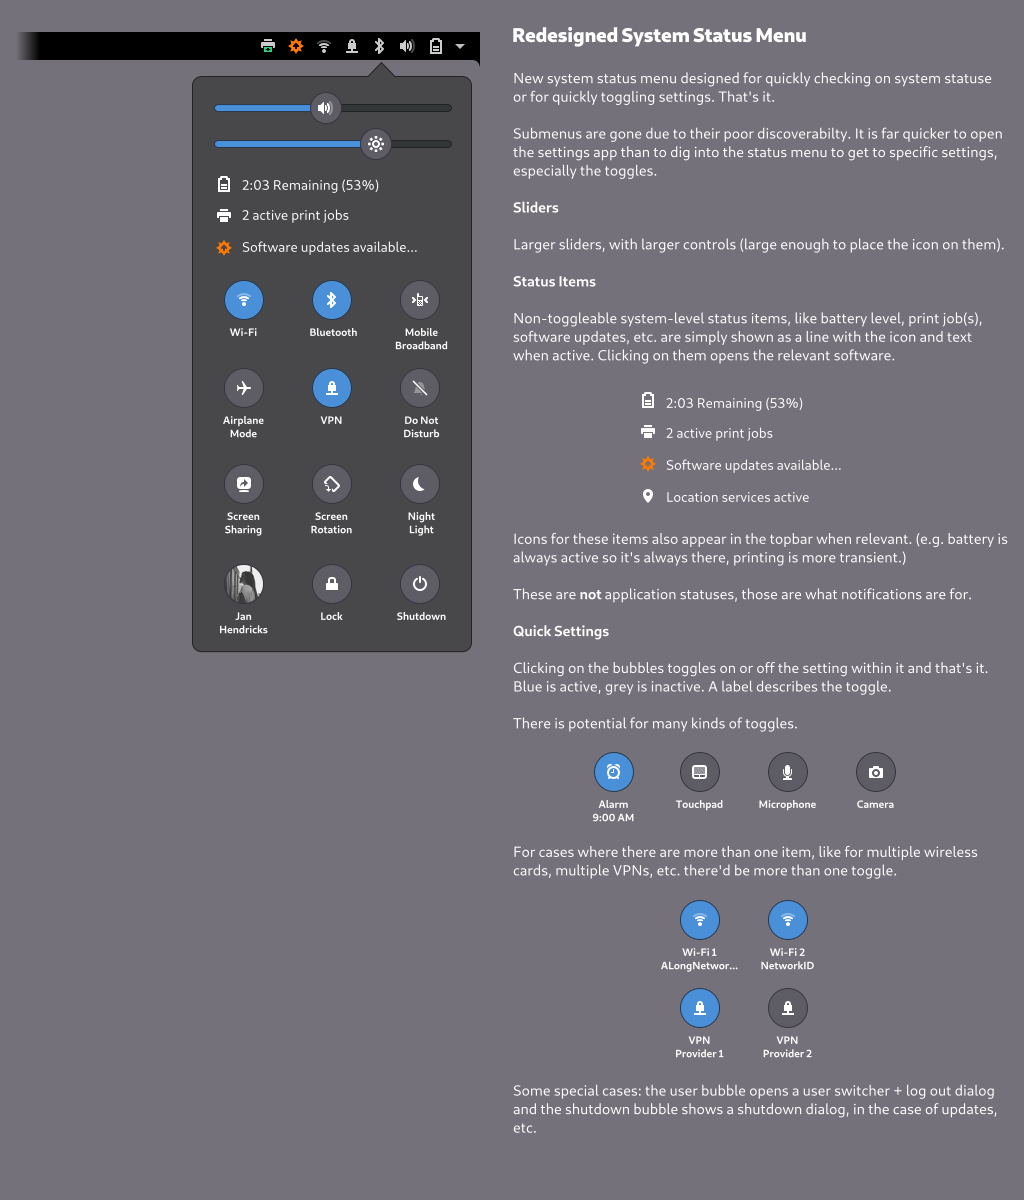 Redesigned System Status Menu
New system status menu designed for quickly checking on system statuse
or for quickly toggling settings. That's it.
Submenus are gone due to their poor discoverabilty. It is far quicker to open
the settings app than to dig into the status menu to get to specific settings,
especially the toggles.
Sliders
Larger sliders, with larger controls (large enough to place the icon on them).
Status Items
Non-toggleable system-level status items, like battery level, print job(s),
software updates, etc. are simply shown as a line with the icon and text
when active. Clicking on them opens the relevant software.
2:03 Remaining (53%)
2 active print jobs
Software updates available...
Location services active
Icons for these items also appear in the topbar when relevant. (e.g. battery is
always active so it's always there, printing is more transient.)
These are not application statuses, those are what notifications are for.
Quick Settings
Clicking on the bubbles toggles on or off the setting within it and that's it.
Blue is active, grey is inactive. A label describes the toggle.
There is potential for many kinds of toggles.
Alarm
9:00 AM
Touchpad
Microphone
Camera
For cases where there are more than one item, like for multiple wireless
cards, multiple VPNs, etc. there'd be more than one toggle.
Wi-Fi 1
ALongNetwor...
Wi-Fi 2
NetworkID
VPN
Provider 1
VPN
Provider 2
Some special cases: the user bubble opens a user switcher + log out dialog
and the shutdown bubble shows a shutdown dialog, in the case of updates,
etc.
2:03 Remaining (53%)
2 active print jobs
Software updates available...
Wi-Fi
Bluetooth
Mobile
Broadband
Airplane
Mode
VPN
Do Not
Disturb
Screen
Sharing
Screen
Rotation
Night
Light
Jan
Hendricks
Lock
Shutdown